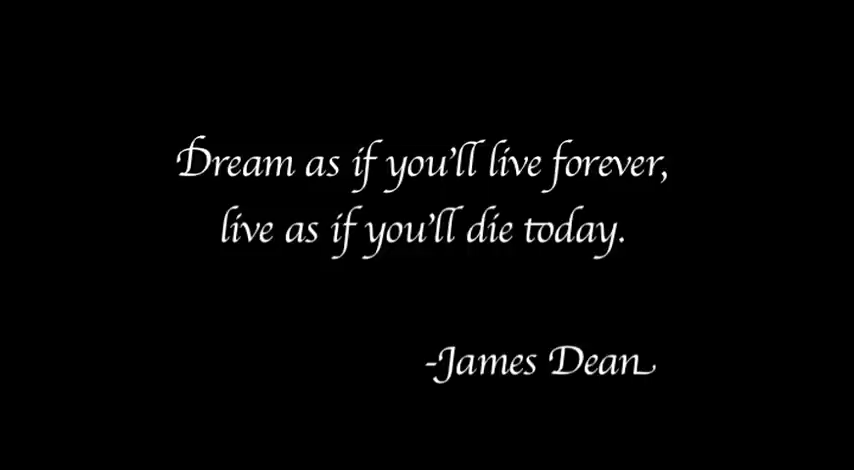 Dream as if you'll live forever,
live as if you'll die today.
-James Dean